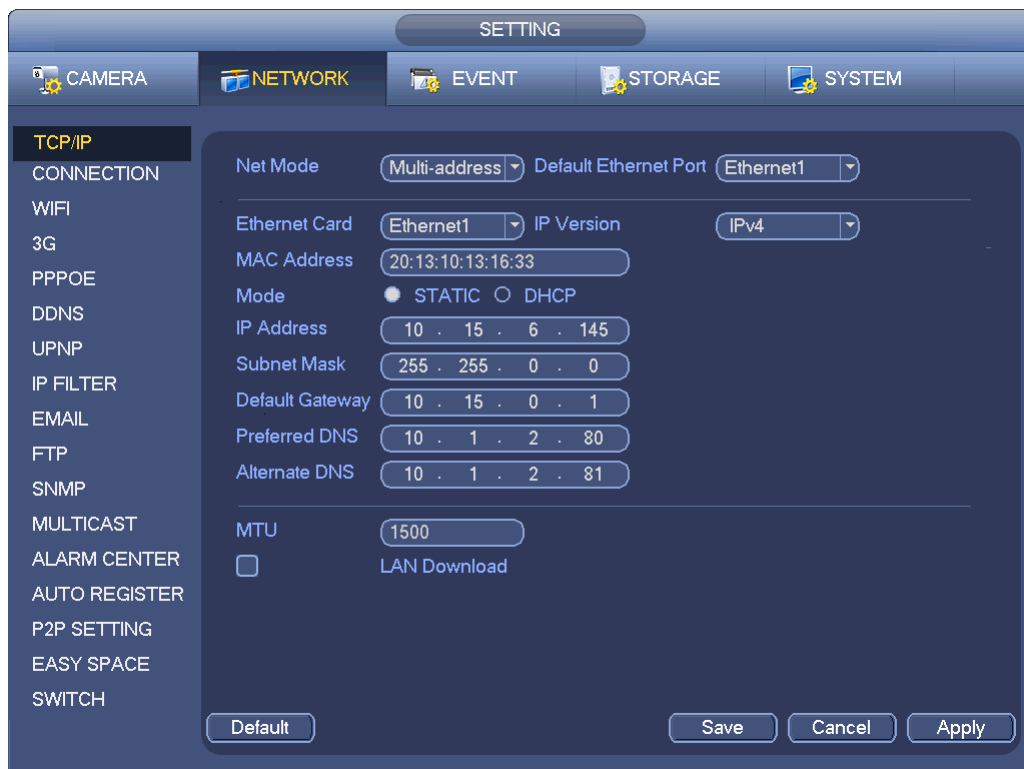 SETTING
CAMERA NETWORK EVENT STORAGE SYSTEM
TCP/IP
CONNECTION
WIFI
3G
PPPOE
DDNS
UPNP
IP FILTER
EMAIL
FTP
SNMP
MULTICAST
ALARM CENTER
AUTO REGISTER
P2P SETTING
EASY SPACE
SWITCH
Net Mode Multi-address Default Ethernet Port Ethernet1
Ethernet Card Ethernet1 IP Version IPv4
MAC Address 20:13:10:13:16:33
Mode STATIC DHCP
IP Address 10 . 15 . 6 . 145
Subnet Mask 255 . 255 . 0 . 0
Default Gateway 10 . 15 . 0 . 1
Preferred DNS 10 . 1 . 2 . 80
Alternate DNS 10 . 1 . 2 . 81
MTU 1500
LAN Download
Default Save Cancel Apply